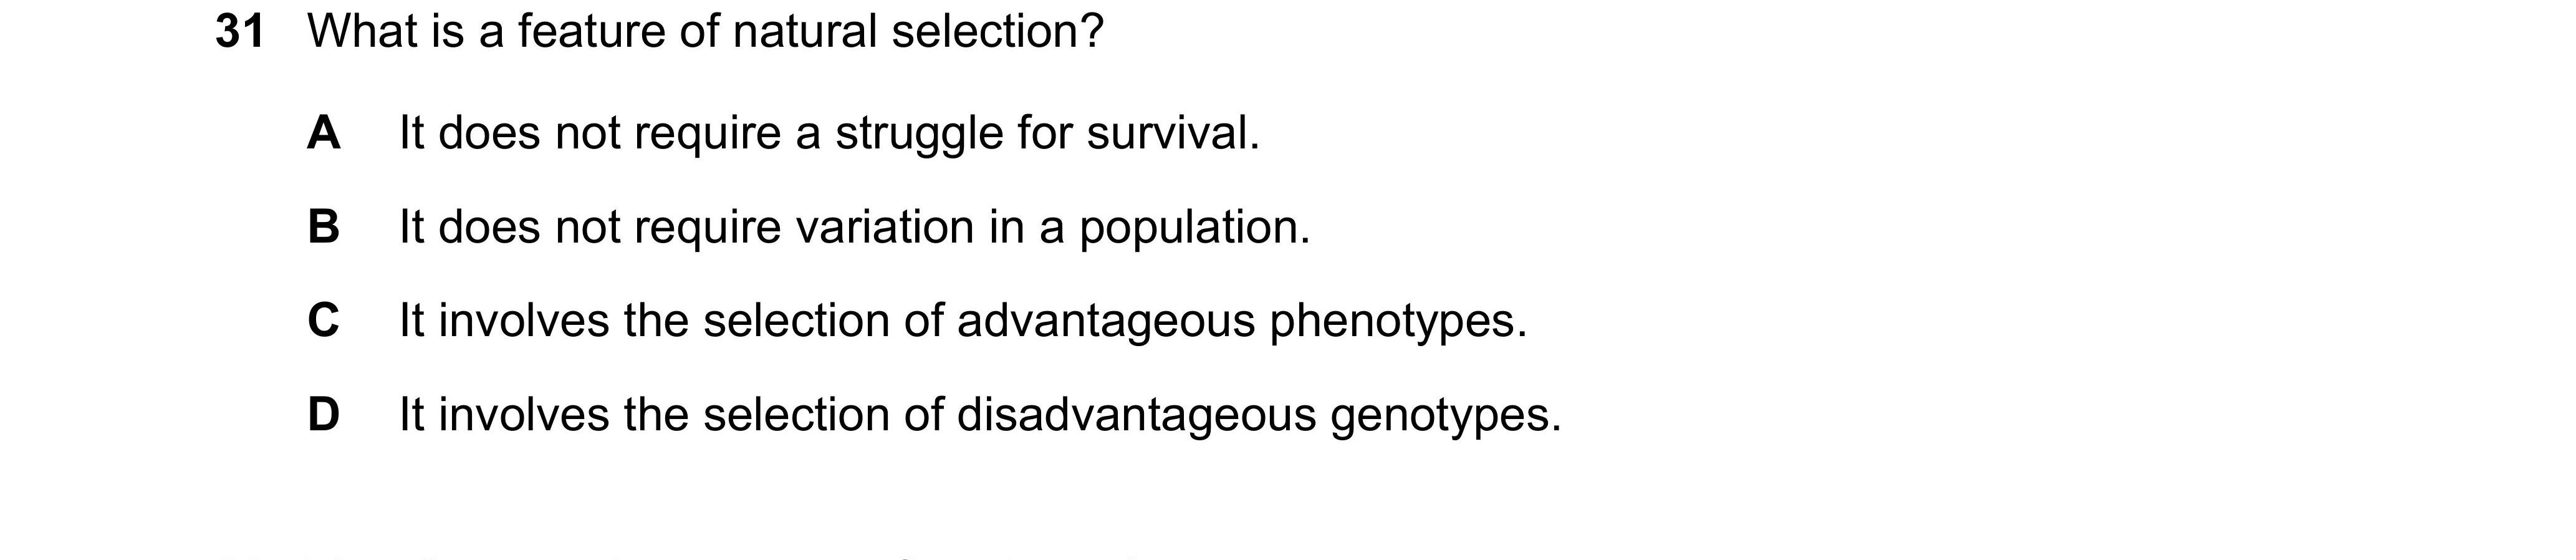 31 What is a feature of natural selection?
A It does not require a struggle for survival.
B It does not require variation in a population.
C It involves the selection of advantageous phenotypes.
D It involves the selection of disadvantageous genotypes.